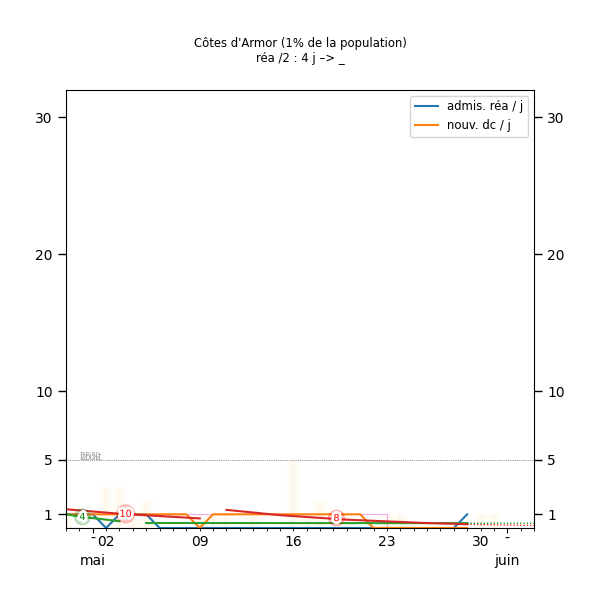 Côtes d'Armor (1% de la population)
réa /2 : 4 j –> _
admis. réa / j
nouv. dc / j
30 30
20 20
10 10
5 5
1 1
4 10 8
02 09 16 23 30 -
mai juin